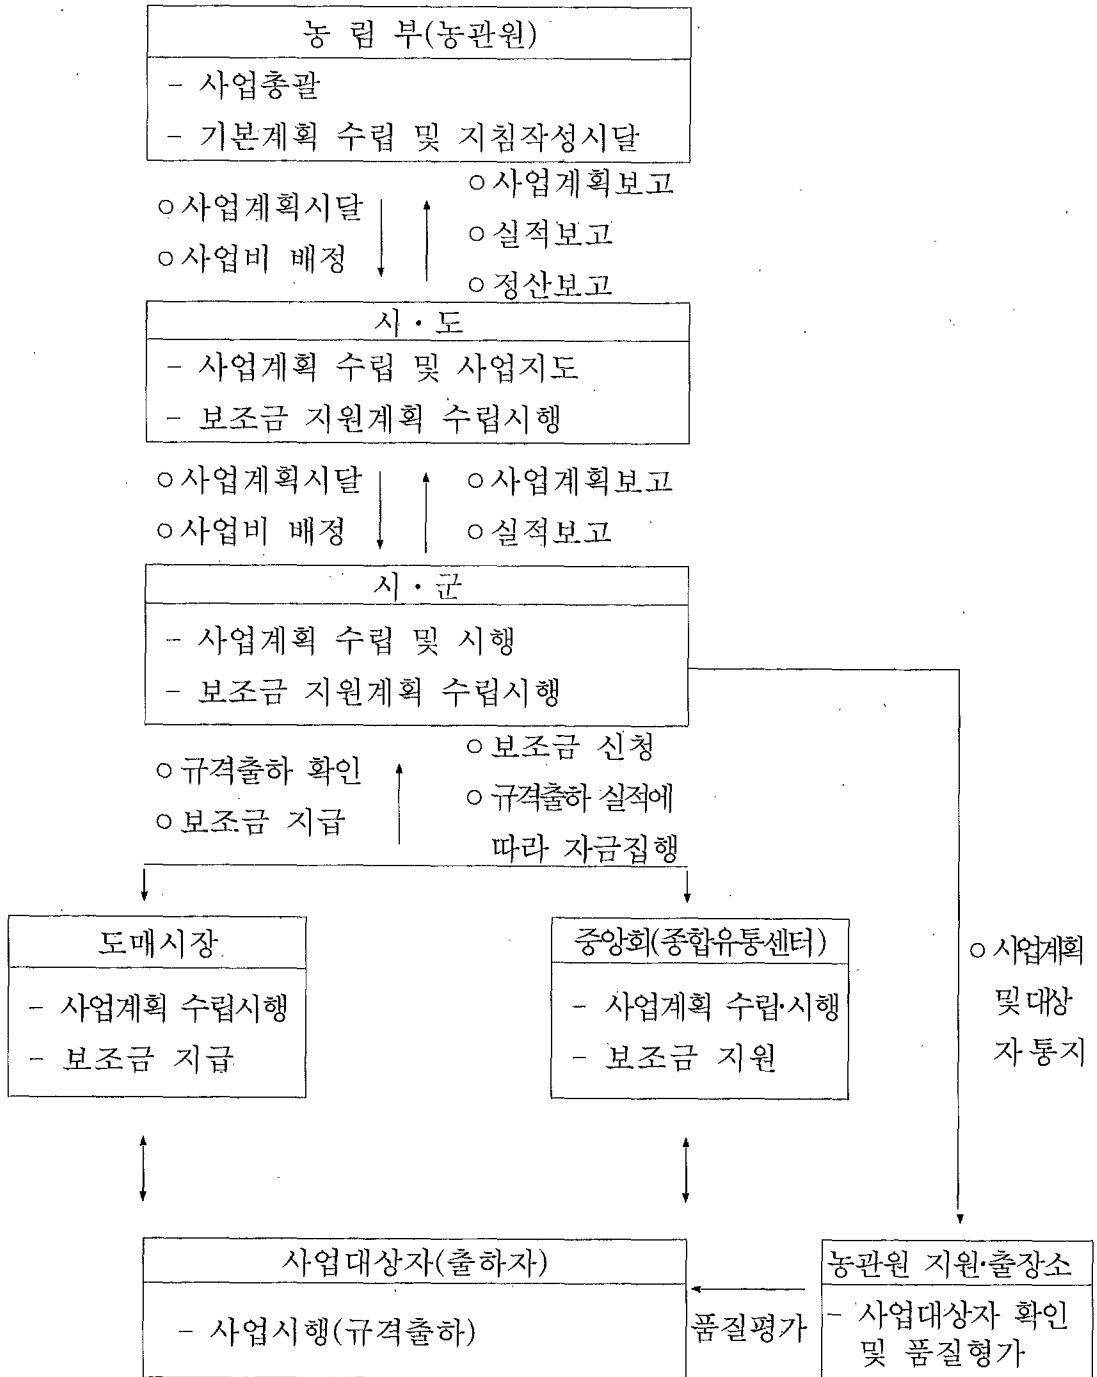 농 림 부(농관원)
- 사업총괄
- 기본계획 수립 및 지침작성시달
○사업계획시달
○사업비 배정
○사업계획보고
○실적보고
○정산보고
시·도
- 사업계획 수립 및 사업지도
- 보조금 지원계획 수립시행
○사업계획시달
○사업비 배정
○사업계획보고
○실적보고
시·군
- 사업계획 수립 및 시행
- 보조금 지원계획 수립시행
○규격출하 확인
○보조금 지급
○보조금 신청
○규격출하 실적에
따라 자금집행
도매시장
- 사업계획 수립시행
- 보조금 지급
중앙회(종합유통센터)
- 사업계획 수립·시행
- 보조금 지원
○사업계획
및 대상
자 통지
사업대상자(출하자)
- 사업시행(규격출하)
품질평가
농관원 지원·출장소
- 사업대상자 확인
및 품질형가